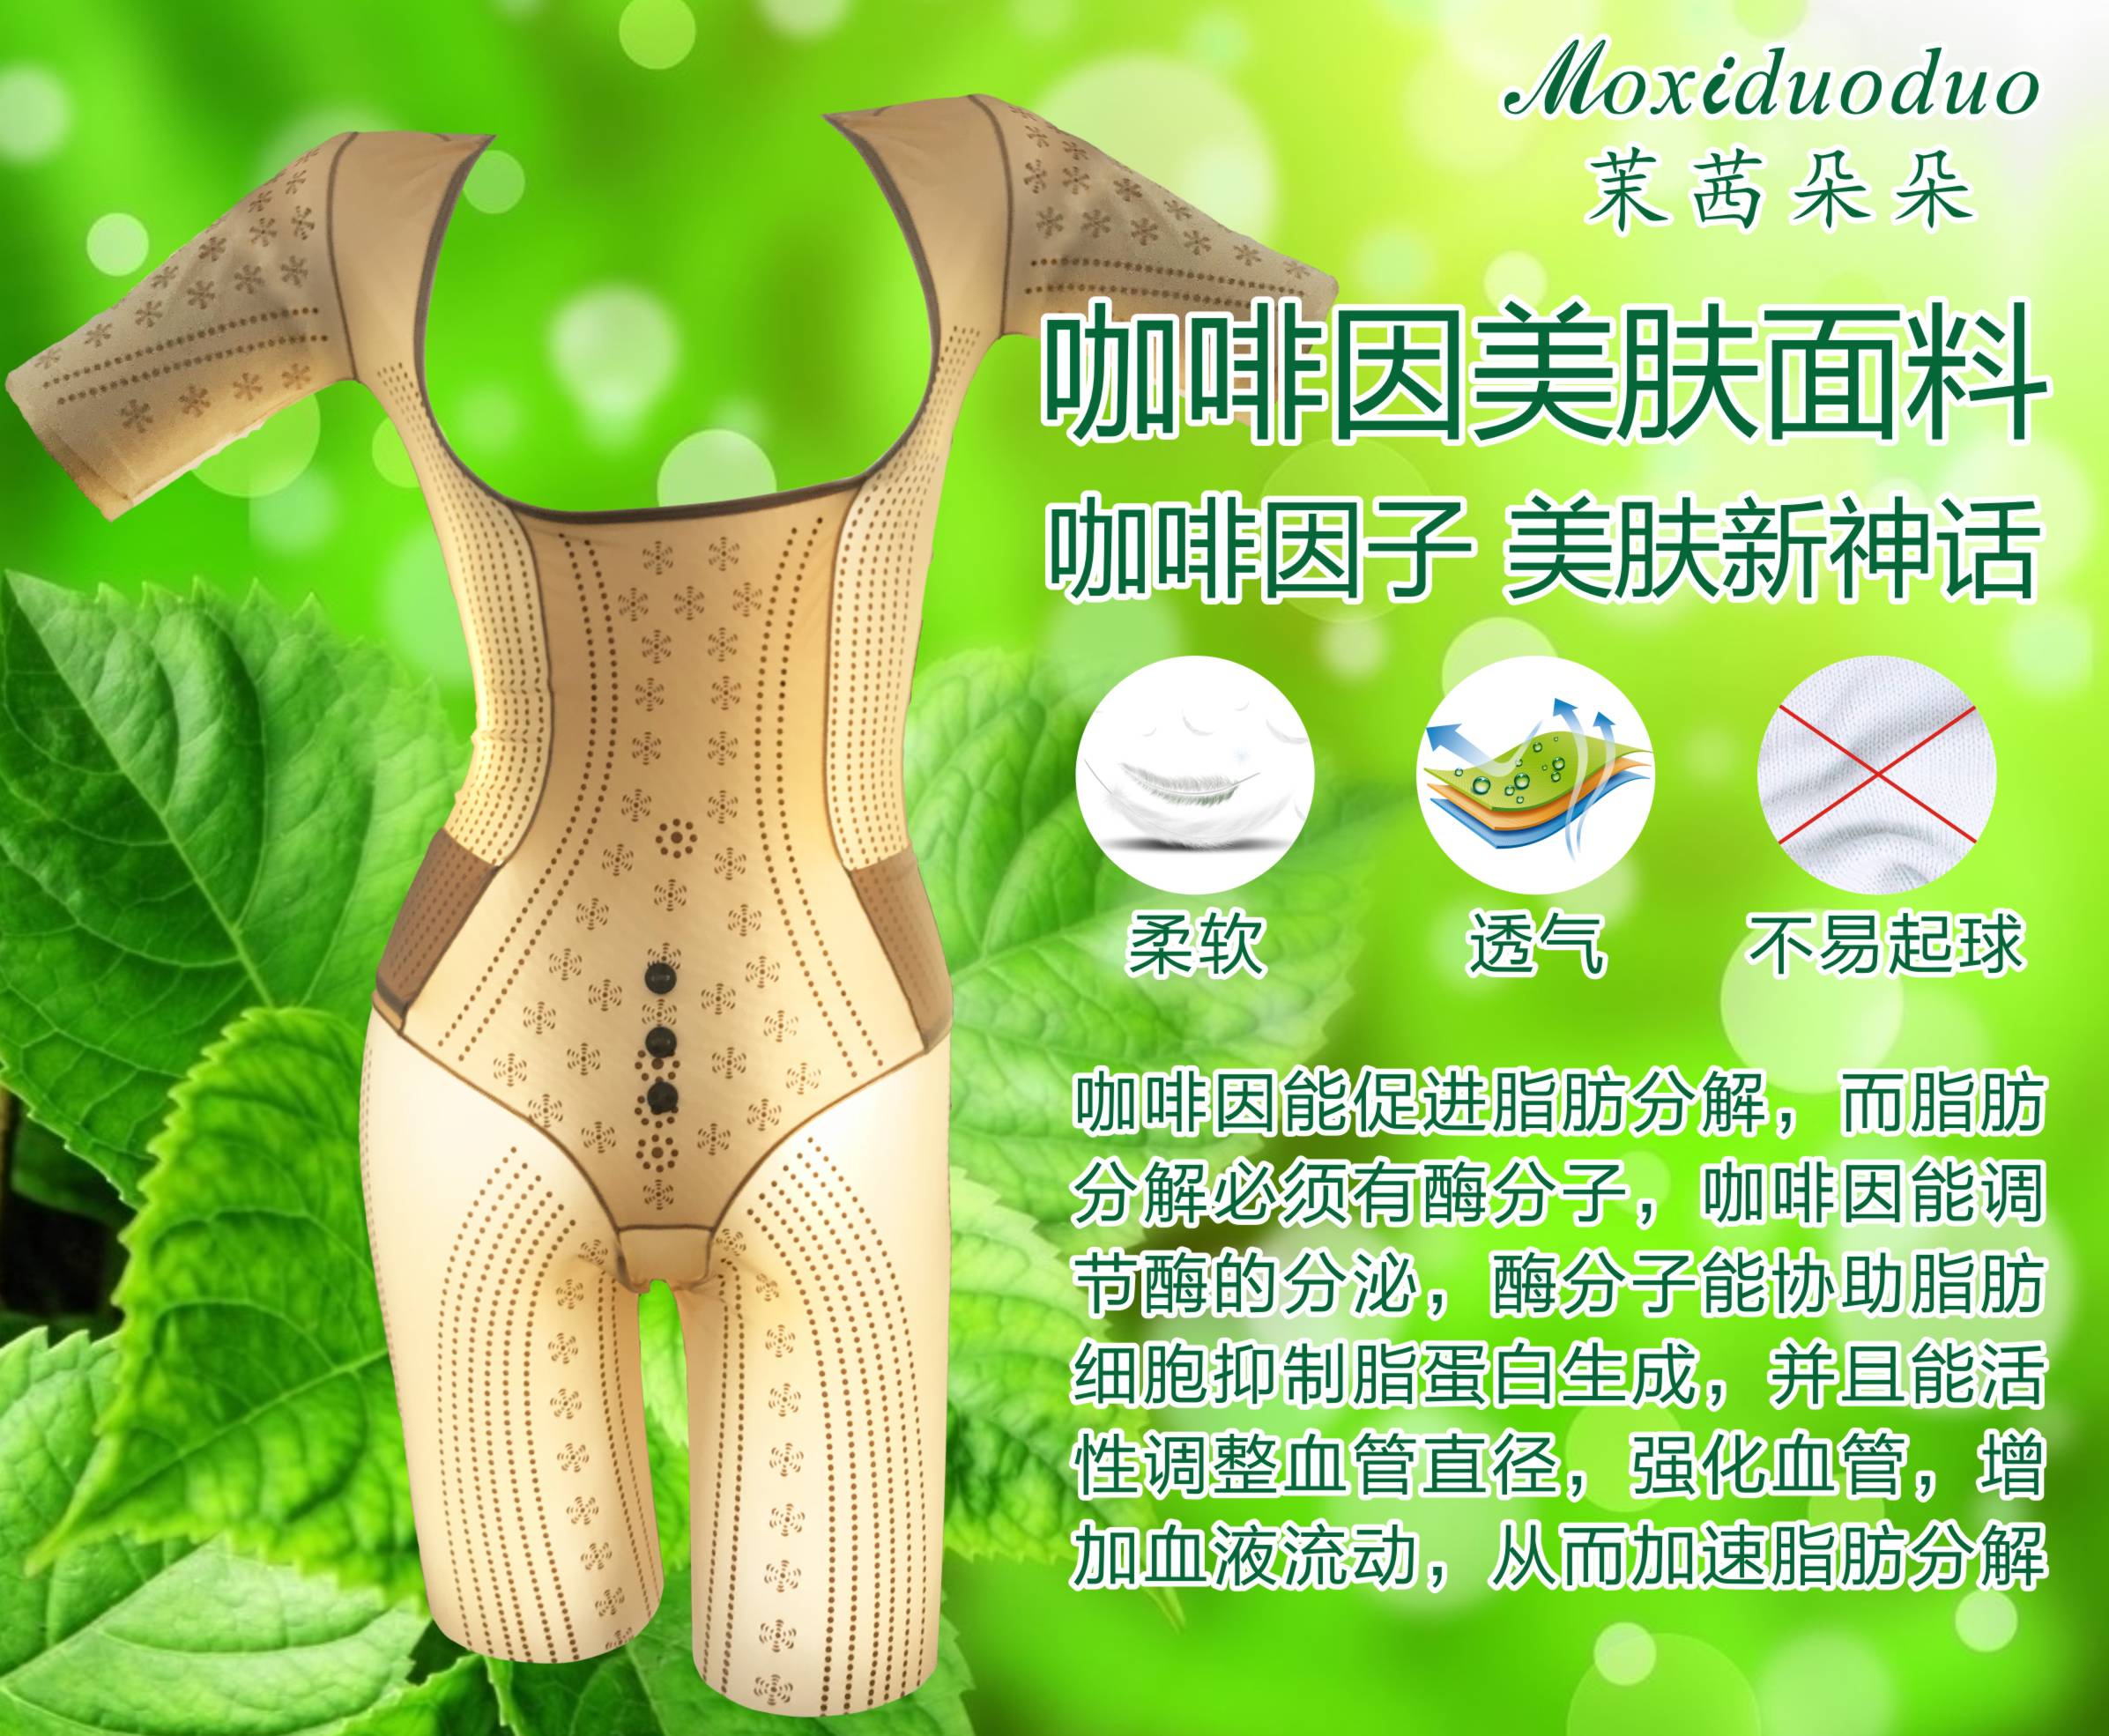 Moxiduoduo
茉茜朵朵
咖啡因美肤面料
咖啡因子 美肤新神话
柔软 透气 不易起球
咖啡因能促进脂肪分解，而脂肪
分解必须有酶分子，咖啡因能调
节酶的分泌，酶分子能协助脂肪
细胞抑制脂蛋白生成，并且能活
性调整血管直径，强化血管，增
加血液流动，从而加速脂肪分解